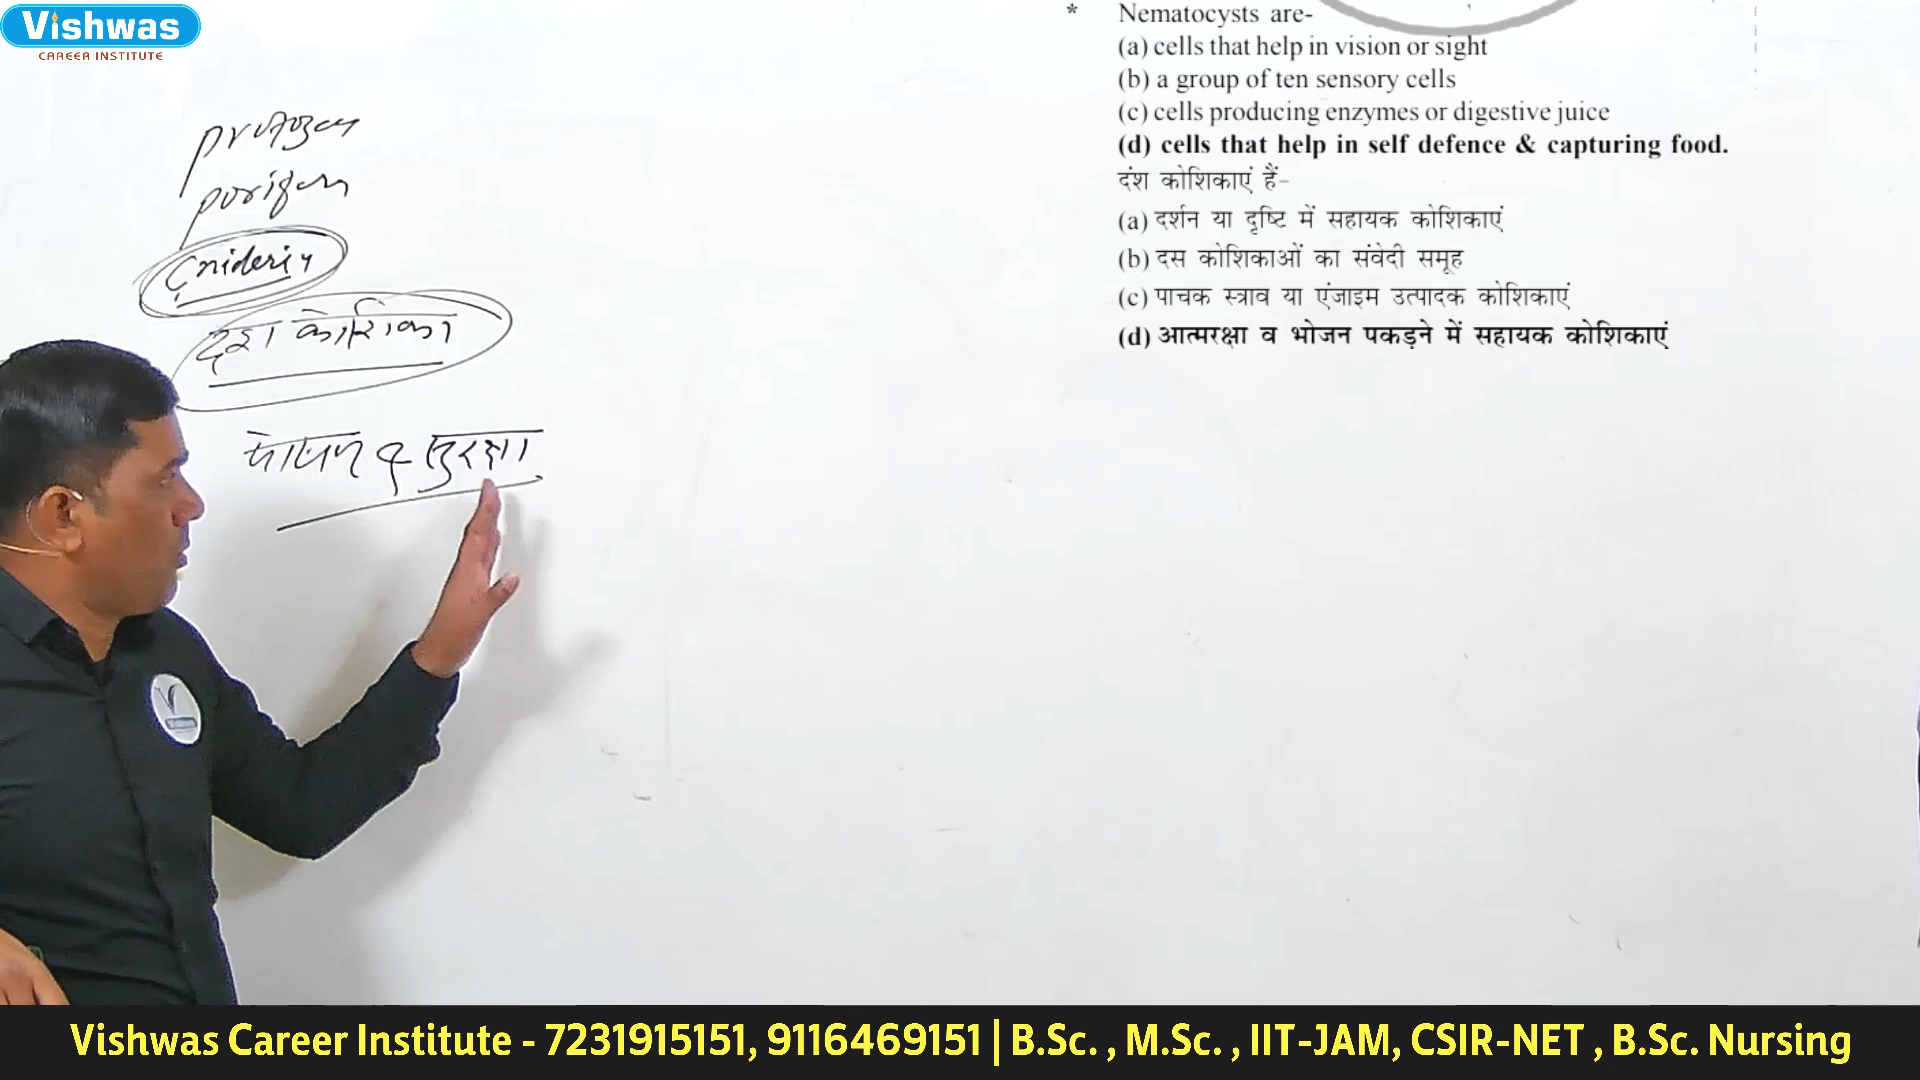 Vishwas
CAREER INSTITUTE
protozoa
porifera
Cnideria
दंश कोशिका
पोषण व सुरक्षा
* Nematocysts are-
(a) cells that help in vision or sight
(b) a group of ten sensory cells
(c) cells producing enzymes or digestive juice
(d) cells that help in self defence & capturing food.
दंश कोशिकाएं हैं-
(a) दर्शन या दृष्टि में सहायक कोशिकाएं
(b) दस कोशिकाओं का संवेदी समूह
(c) पाचक स्त्राव या एंजाइम उत्पादक कोशिकाएं
(d) आत्मरक्षा व भोजन पकड़ने में सहायक कोशिकाएं
Vishwas
Vishwas Career Institute - 7231915151, 9116469151 | B.Sc. , M.Sc. , IIT-JAM, CSIR-NET , B.Sc. Nursing